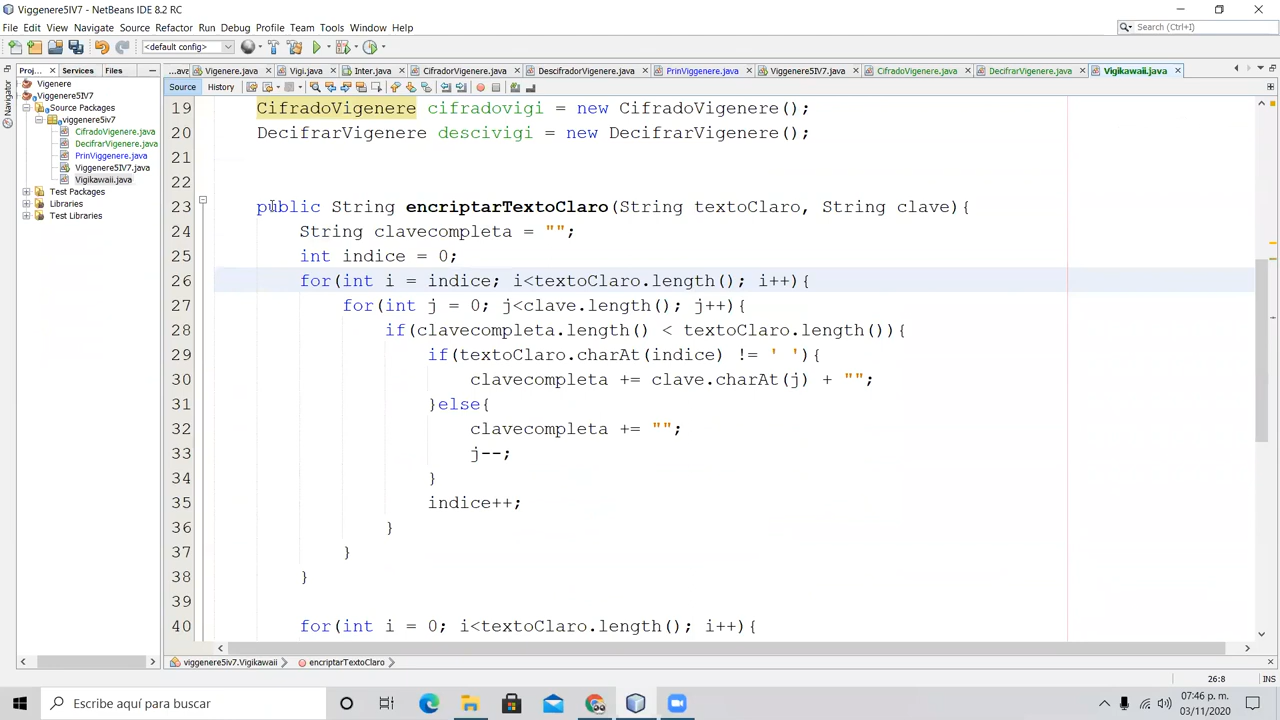 Viggenere5IV7 - NetBeans IDE 8.2 RC
File Edit View Navigate Source Refactor Run Debug Profile Team Tools Window Help
Search (Ctrl+I)
<default config>
Proj... Services Files
...ava Vigenere.java Vigi.java Inter.java CifradorVigenere.java DescifradorVigenere.java PrinViggenere.java Viggenere5IV7.java CifradoVigenere.java DecifrarVigenere.java Vigikawaii.java
Navigator
Vigenere
Viggenere5IV7
Source Packages
viggenere5iv7
CifradoVigenere.java
DecifrarVigenere.java
PrinViggenere.java
Viggenere5IV7.java
Vigikawaii.java
Test Packages
Libraries
Test Libraries
Source History
19 CifradoVigenere cifradovigi = new CifradoVigenere();
20 DecifrarVigenere descivigi = new DecifrarVigenere();
21
22
23 public String encriptarTextoClaro(String textoClaro, String clave){
24 String clavecompleta = "";
25 int indice = 0;
26 for(int i = indice; i<textoClaro.length(); i++){
27 for(int j = 0; j<clave.length(); j++){
28 if(clavecompleta.length() < textoClaro.length()){
29 if(textoClaro.charAt(indice) != ' '){
30 clavecompleta += clave.charAt(j) + "";
31 }else{
32 clavecompleta += "";
33 j--;
34 }
35 indice++;
36 }
37 }
38 }
39
40 for(int i = 0; i<textoClaro.length(); i++){
viggenere5iv7.Vigikawaii encriptarTextoClaro
26:8 INS
Escribe aquí para buscar
07:46 p. m.
03/11/2020